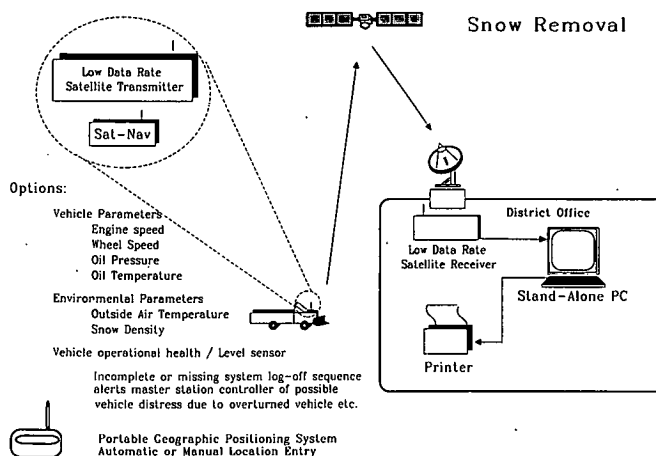 Snow Removal
Low Data Rate
Satellite Transmitter
Sat-Nav
Options:
Vehicle Parameters
Engine speed
Wheel Speed
Oil Pressure
Oil Temperature
Environmental Parameters
Outside Air Temperature
Snow Density
Vehicle operational health / Level sensor
Incomplete or missing system log-off sequence
alerts master station controller of possible
vehicle distress due to overturned vehicle etc.
Portable Geographic Positioning System
Automatic or Manual Location Entry
District Office
Low Data Rate
Satellite Receiver
Stand-Alone PC
Printer